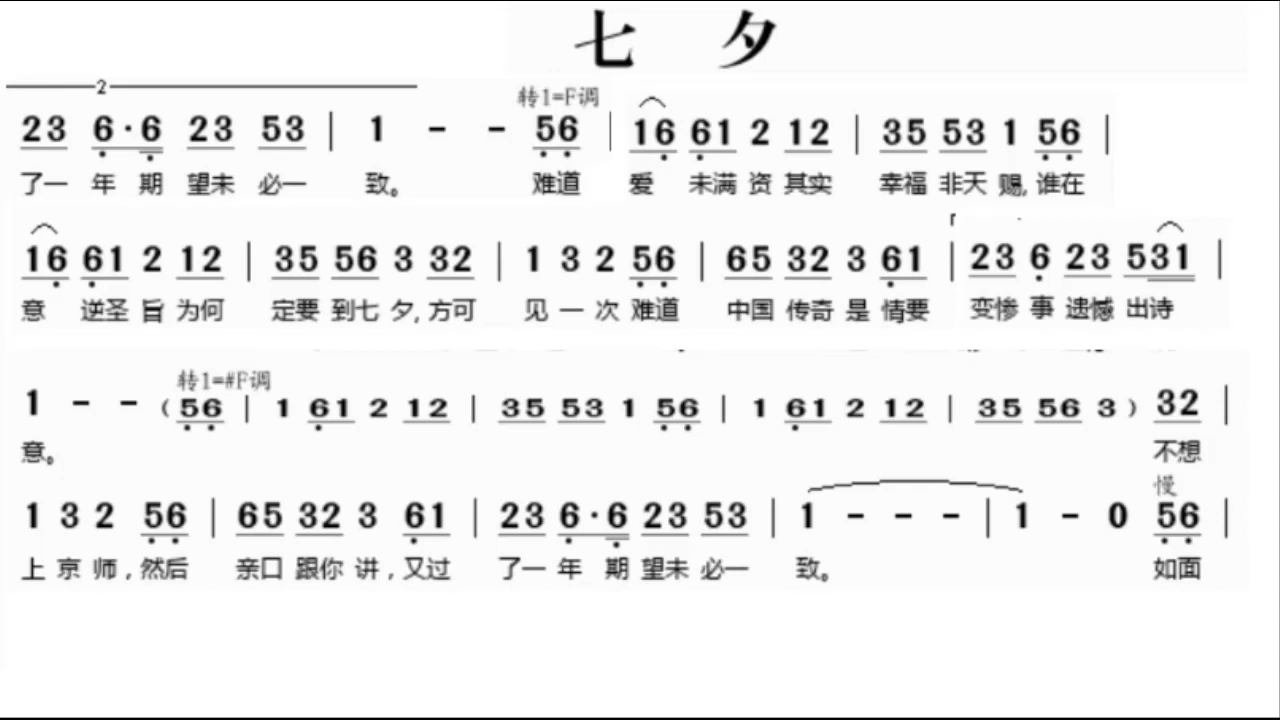 七 夕
2
转1=F调
23 6·6 23 53 | 1 - - 56 | 16 61 2 12 | 35 53 1 56 |
了一 年 期 望未 必一 致。 难道 爱 未满 资 其实 幸福 非天 赐,谁在
16 61 2 12 | 35 56 3 32 | 1 3 2 56 | 65 32 3 61 | 23 6 23 531 |
意 逆圣 旨 为何 定要 到七 夕,方可 见 一 次 难道 中国 传奇 是 情要 变惨 事 遗憾 出诗
转1=#F调
1 - - (56 | 1 61 2 12 | 35 53 1 56 | 1 61 2 12 | 35 56 3) 32 |
意。 不想
慢
1 3 2 56 | 65 32 3 61 | 23 6·6 23 53 | 1 - - - | 1 - 0 56 |
上 京 师,然后 亲口 跟你 讲,又过 了一 年 期 望未 必一 致。 如面